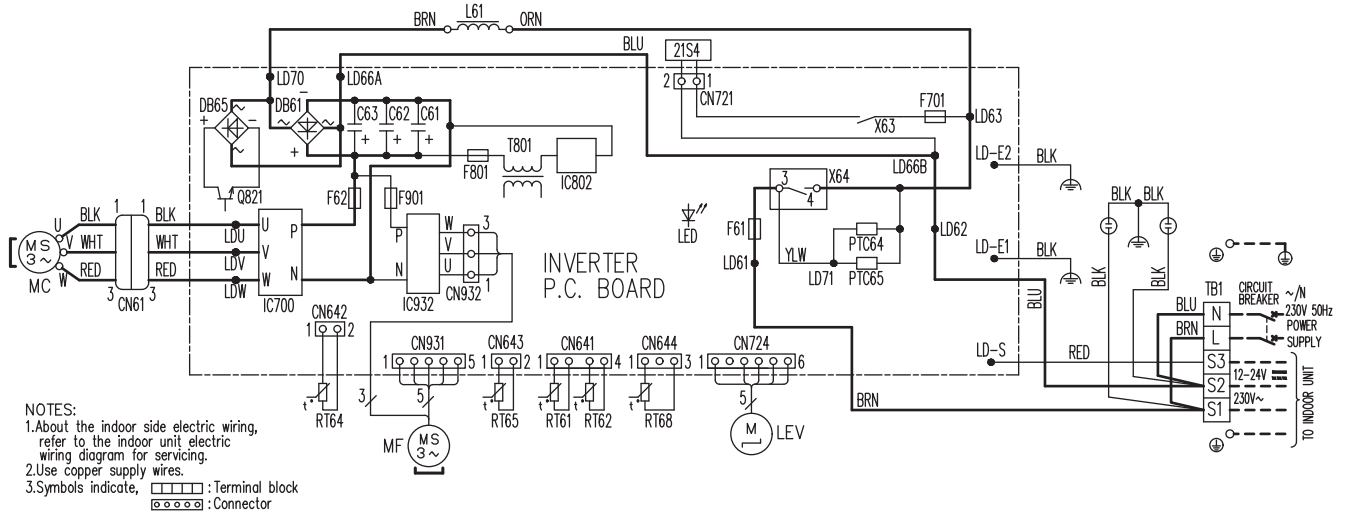 L61
BRN ORN
BLU
21S4
2 1
CN721
F701
X63
LD63
LD70 LD66A
DB65 DB61
~ ~ −
+ − ~ ~
~ +
C63 C62 C61
+ + +
T801
F801
IC802
Q821
F62 F901
LD66B
LD-E2 BLK
3 X64
4
LED
F61
PTC64
PTC65
YLW
LD61 LD71
LD62
LD-E1 BLK
BLK BLK
BLK BLK
INVERTER
P.C. BOARD
U BLK 1 1 BLK
V WHT WHT
W RED 3 3 RED
MS
3~
MC
CN61
LDU U P
LDV V
LDW W N
IC700
P W 3
V
N U 1
IC932 CN932
BLU
TB1
CIRCUIT
BREAKER
~/N
230V 50Hz
POWER
SUPPLY
BLU N
BRN L
S3
S2
S1
12-24V
230V~
TO INDOOR UNIT
LD-S RED
BRN
CN642
1 2
t°
RT64
3
CN931
1 5
5
MF
MS
3~
CN643
1 2
t°
RT65
CN641
1 4
t° t°
RT61 RT62
CN644
1 3
t°
RT68
CN724
1 6
5
M
LEV
NOTES:
1.About the indoor side electric wiring,
refer to the indoor unit electric
wiring diagram for servicing.
2.Use copper supply wires.
3.Symbols indicate, : Terminal block
: Connector